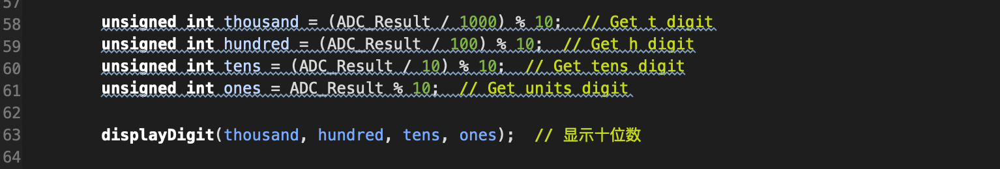 57
58 unsigned int thousand = (ADC_Result / 1000) % 10;  // Get t digit
59 unsigned int hundred = (ADC_Result / 100) % 10;  // Get h digit
60 unsigned int tens = (ADC_Result / 10) % 10;  // Get tens digit
61 unsigned int ones = ADC_Result % 10;  // Get units digit
62
63 displayDigit(thousand, hundred, tens, ones);  // 显示十位数
64